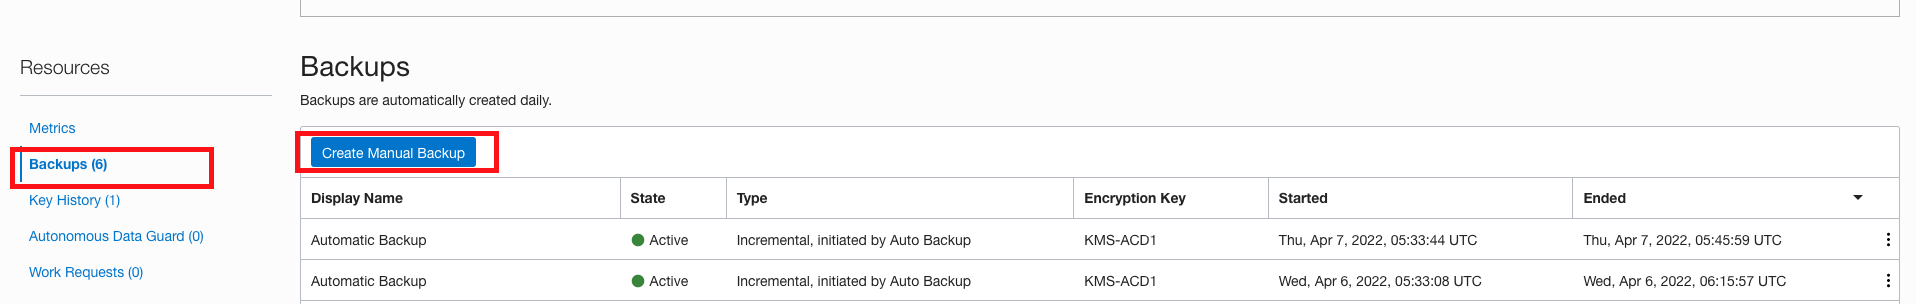 Resources
Metrics
Backups (6)
Key History (1)
Autonomous Data Guard (0)
Work Requests (0)
Backups
Backups are automatically created daily.
Create Manual Backup
Display Name State Type Encryption Key Started Ended
Automatic Backup Active Incremental, initiated by Auto Backup KMS-ACD1 Thu, Apr 7, 2022, 05:33:44 UTC Thu, Apr 7, 2022, 05:45:59 UTC
Automatic Backup Active Incremental, initiated by Auto Backup KMS-ACD1 Wed, Apr 6, 2022, 05:33:08 UTC Wed, Apr 6, 2022, 06:15:57 UTC